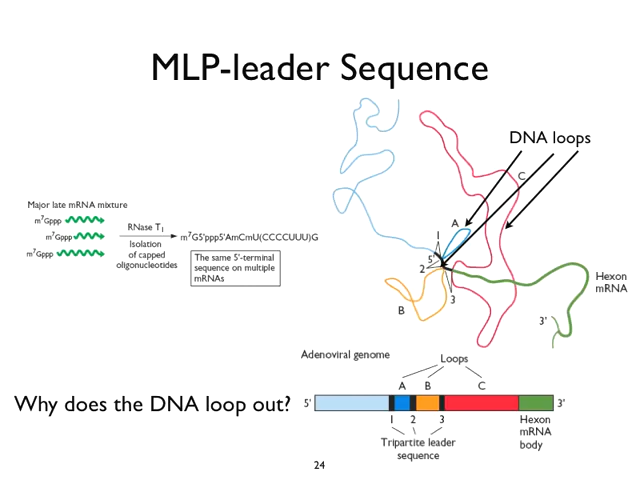 MLP-leader Sequence
DNA loops
C
Major late mRNA mixture
m⁷Gppp
m⁷Gppp
m⁷Gppp
RNase T₁
Isolation
of capped
oligonucleotides
m⁷G5'ppp5'AmCmU(CCCCUUU)G
The same 5'-terminal
sequence on multiple
mRNAs
A
1
5'
2
3
B
Hexon
mRNA
3'
Adenoviral genome
Loops
A B C
Why does the DNA loop out?
5' 3'
1 2 3
Tripartite leader
sequence
Hexon
mRNA
body
24